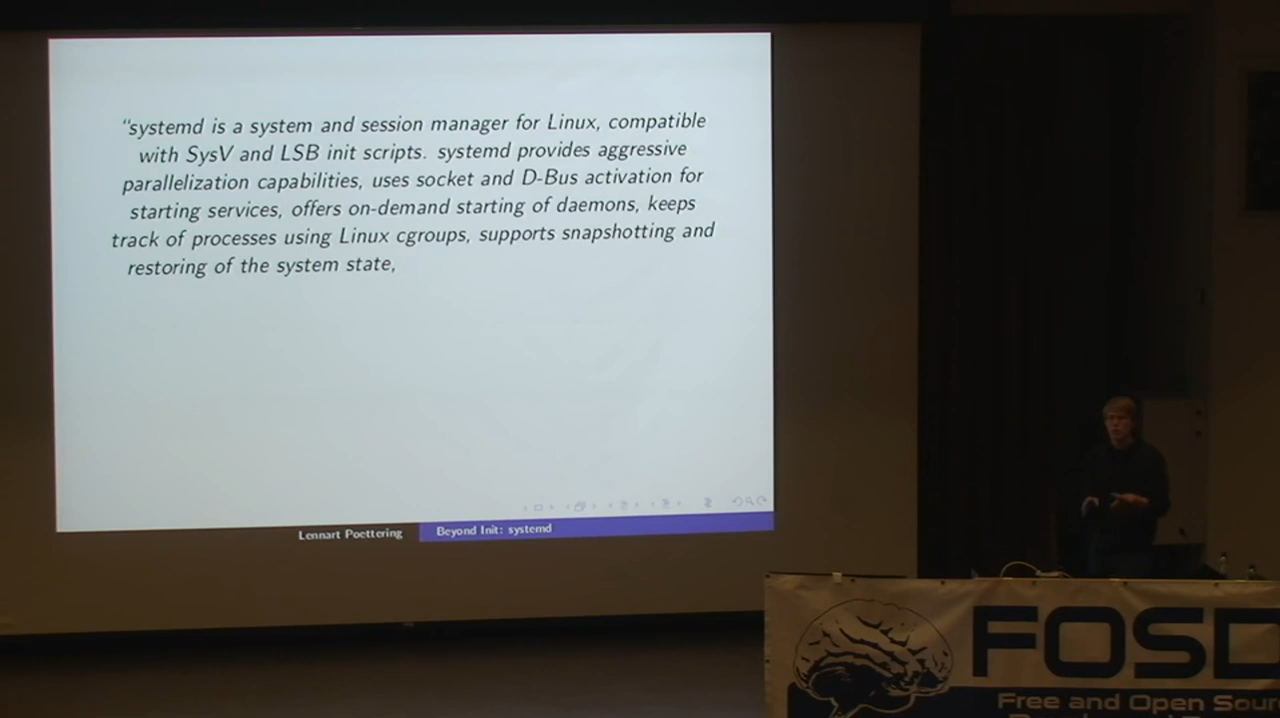 “systemd is a system and session manager for Linux, compatible
with SysV and LSB init scripts. systemd provides aggressive
parallelization capabilities, uses socket and D-Bus activation for
starting services, offers on-demand starting of daemons, keeps
track of processes using Linux cgroups, supports snapshotting and
restoring of the system state,
Lennart Poettering
Beyond Init: systemd
FOSD
Free and Open Sour